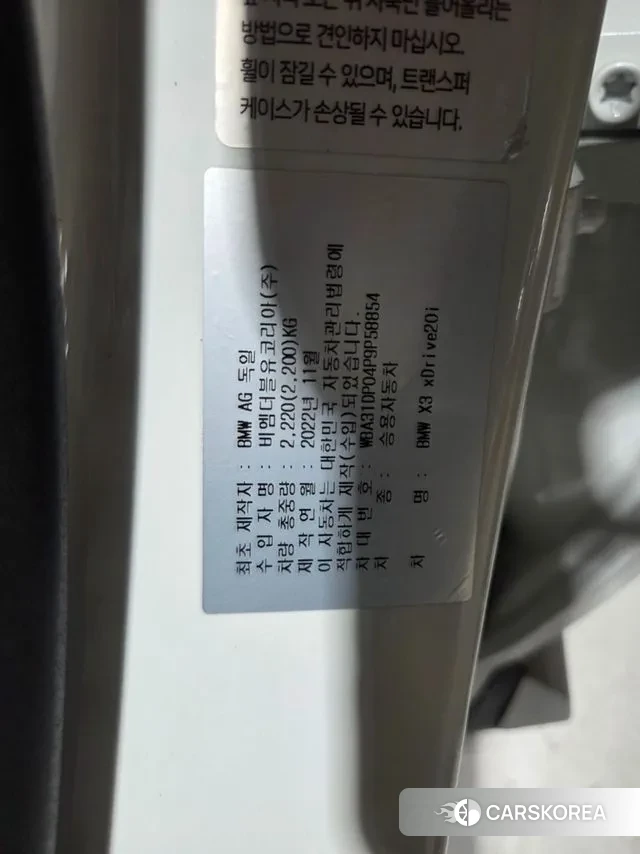 방법으로 견인하지 마십시오.
휠이 잠길 수 있으며, 트랜스퍼
케이스가 손상될 수 있습니다.
최초 제작자 : BMW AG 독일
수 입 자 명 : 비엠더블유코리아(주)
차량 총중량 : 2,220(2,200)KG
제 작 연 월 : 2022년 11월
이 자동차는 대한민국 자동차관리법령에
적합하게 제작(수입)되었습니다.
차 대 번 호 : WBA31DP04P9P58854
차 종 : 승용자동차
차 명 : BMW X3 xDrive20i
CARSKOREA